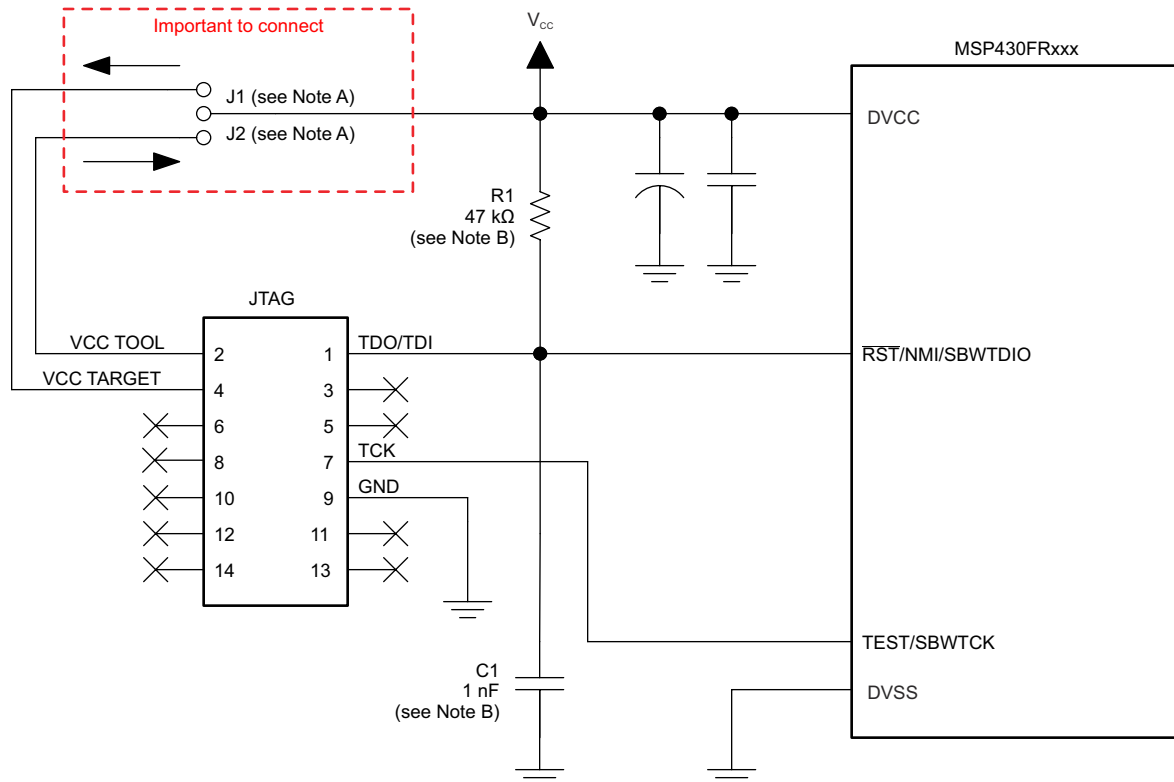 Important to connect
J1 (see Note A)
J2 (see Note A)
VCC
MSP430FRxxx
DVCC
R1
47 kΩ
(see Note B)
JTAG
VCC TOOL
2
1
TDO/TDI
RST/NMI/SBWTDIO
VCC TARGET
4
3
6
5
8
7
TCK
10
9
GND
12
11
14
13
TEST/SBWTCK
C1
1 nF
(see Note B)
DVSS